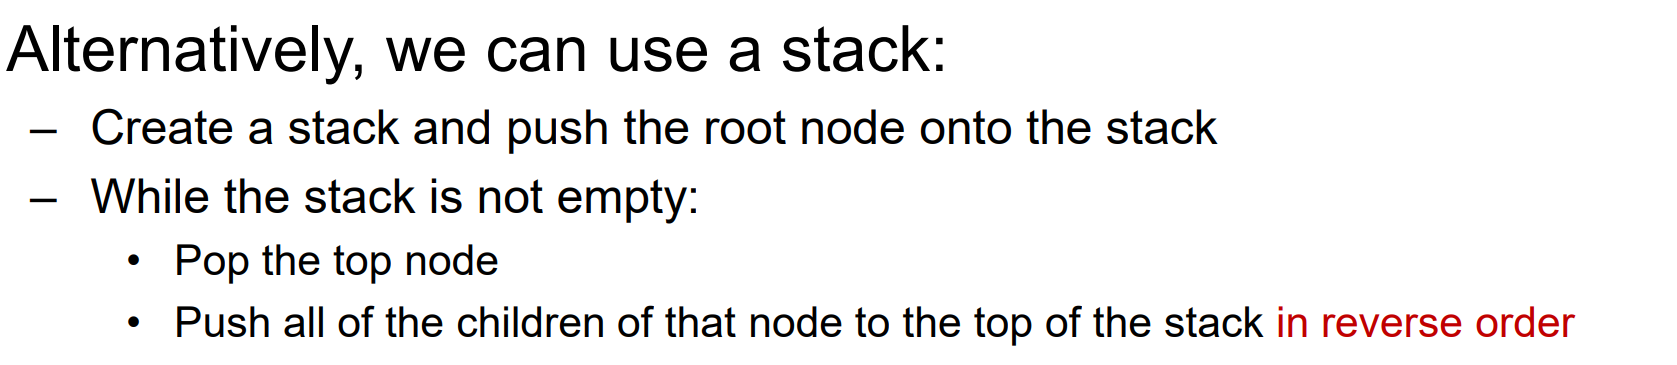 Alternatively, we can use a stack:
– Create a stack and push the root node onto the stack
– While the stack is not empty:
• Pop the top node
• Push all of the children of that node to the top of the stack in reverse order